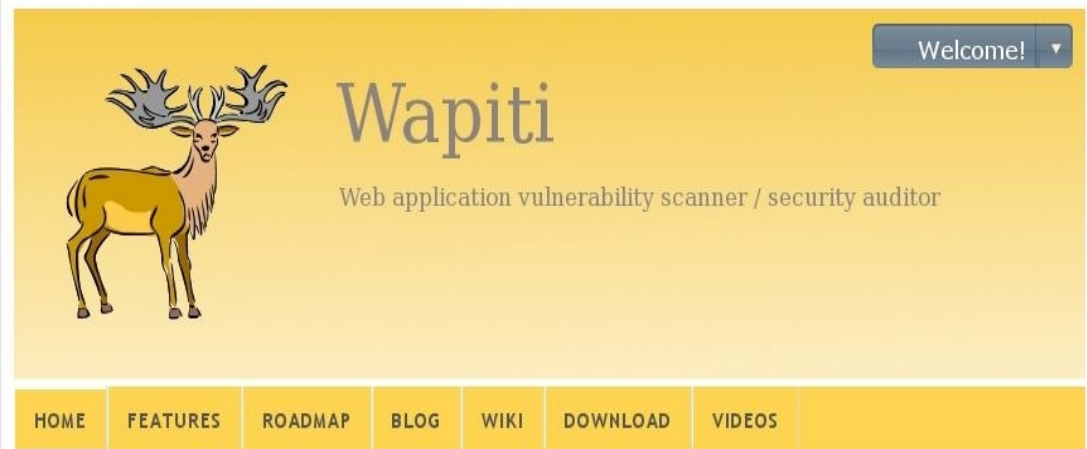 Welcome!
Wapiti
Web application vulnerability scanner / security auditor
HOME FEATURES ROADMAP BLOG WIKI DOWNLOAD VIDEOS